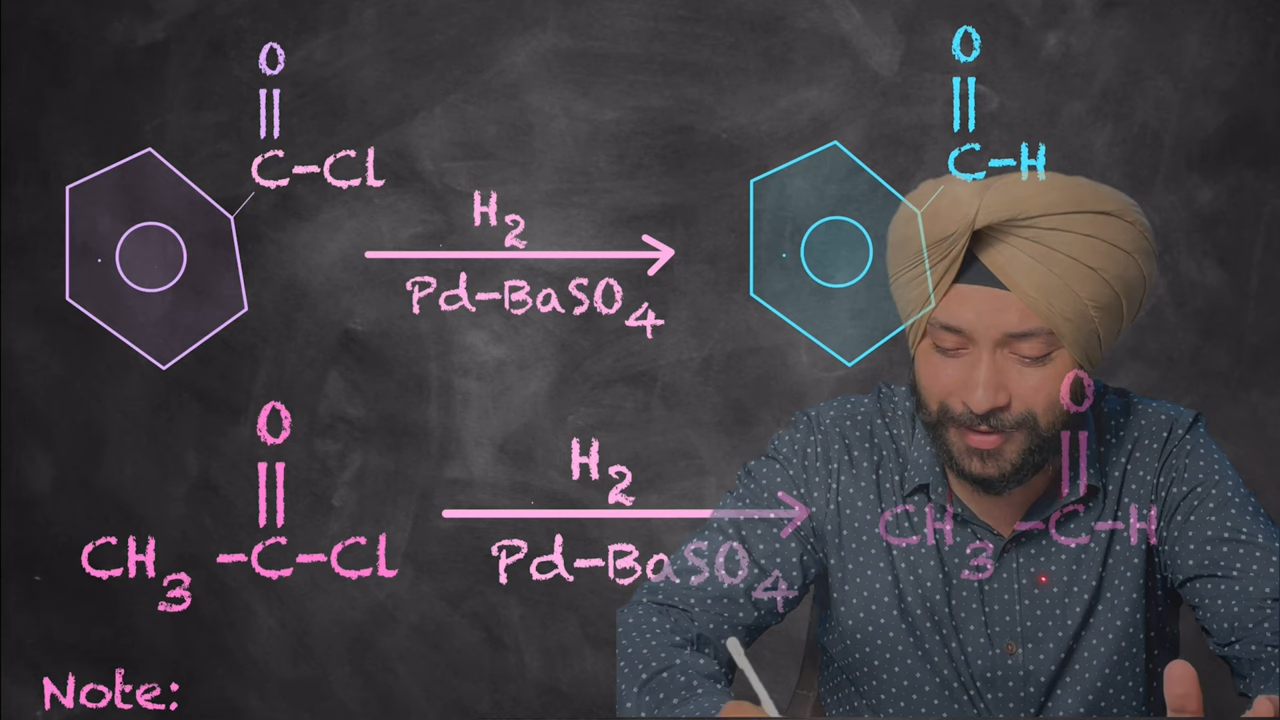 O
||
C-Cl
H2
Pd-BaSO4
O
||
C-H
O
||
CH3 -C-Cl
H2
Pd-BaSO4
O
||
CH3 -C-H
Note: